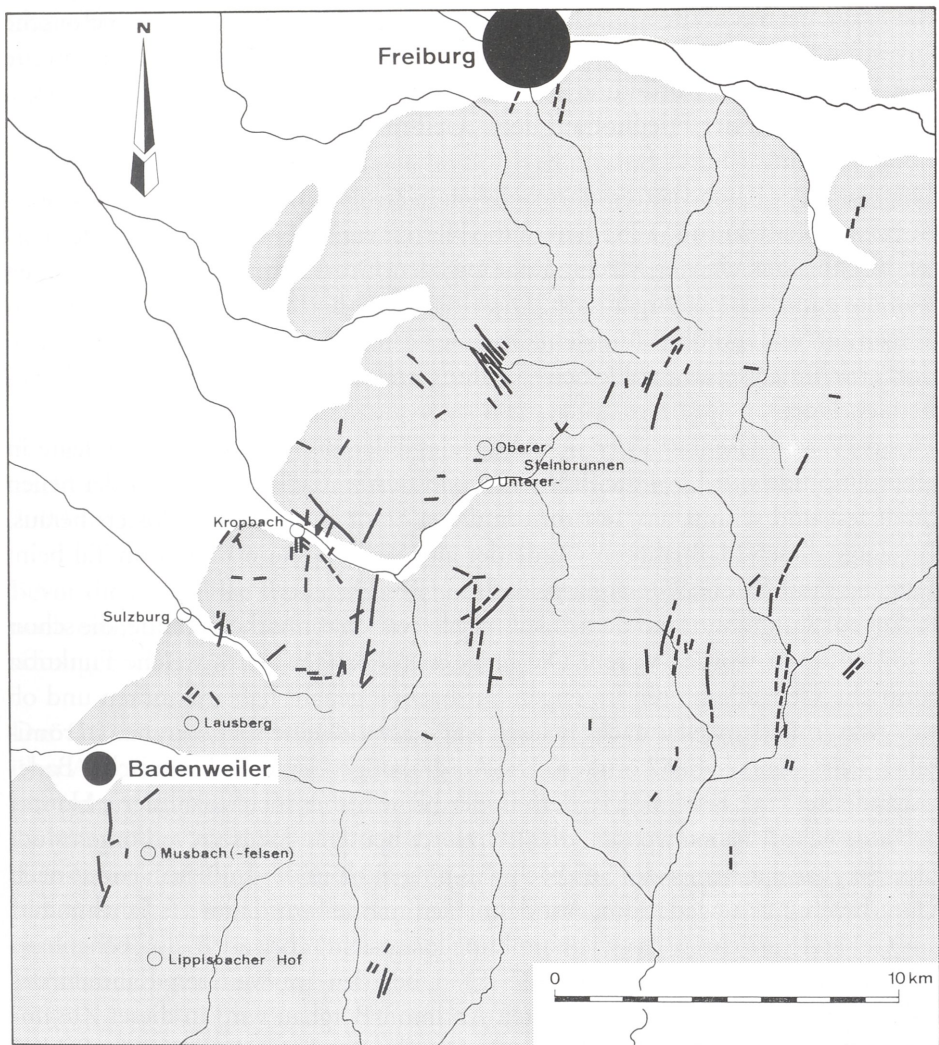 N
Freiburg
Oberer
Steinbrunnen
Unterer-
Kropbach
Sulzburg
Lausberg
Badenweiler
Musbach (-felsen)
Lippisbacher Hof
0 10 km